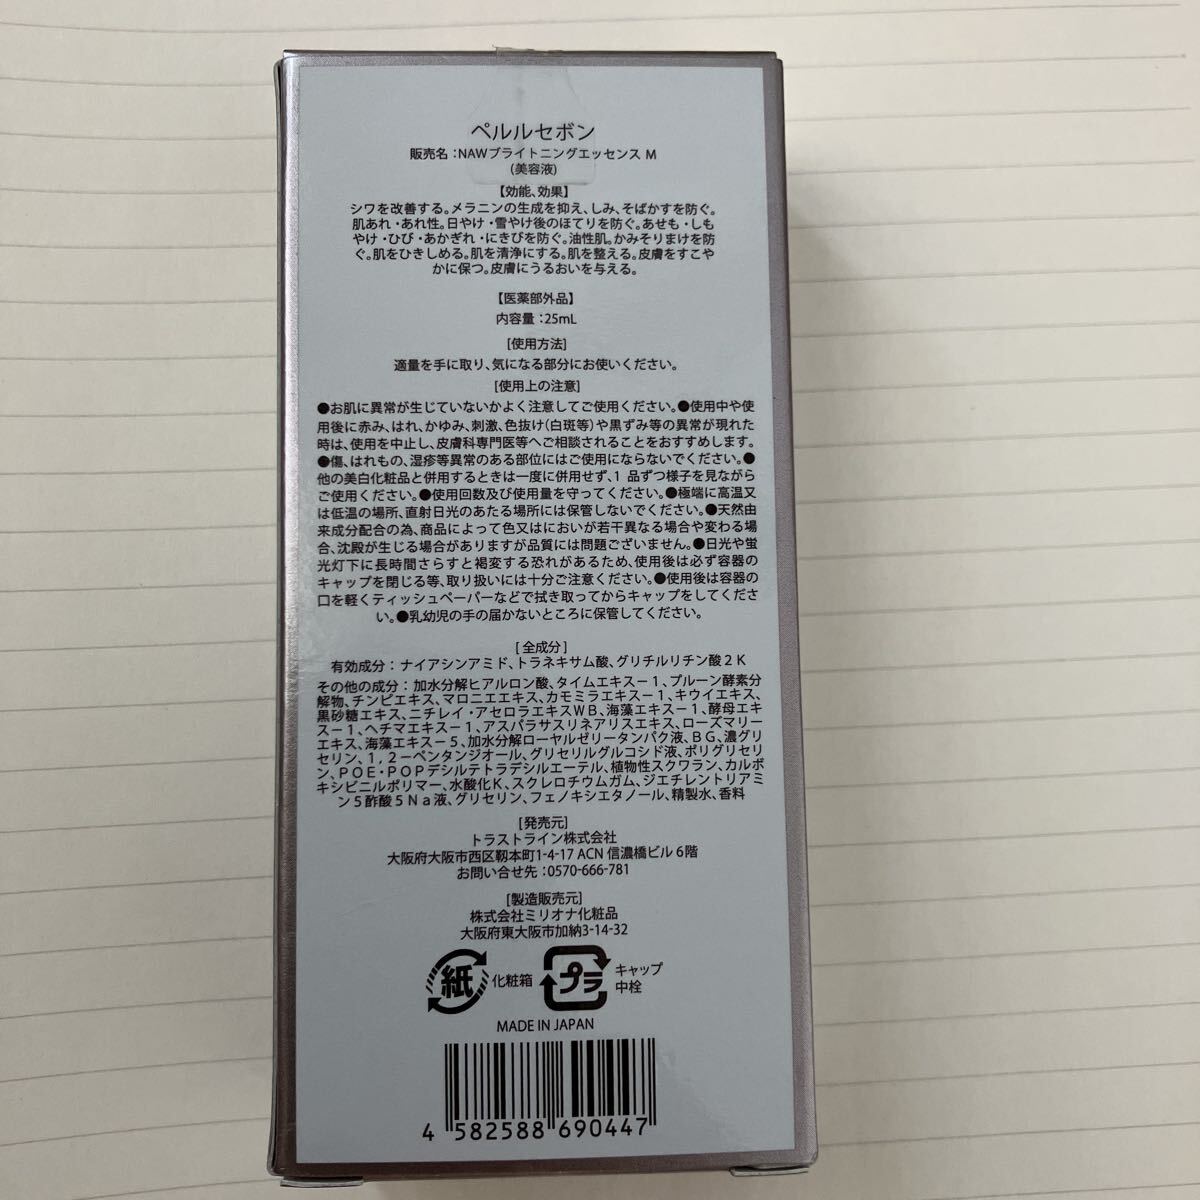 ペルルセボン
販売名：NAWブライトニングエッセンス M
(美容液)
【効能、効果】
シワを改善する。メラニンの生成を抑え、しみ、そばかすを防ぐ。
肌あれ・あれ性。日やけ・雪やけ後のほてりを防ぐ。あせも・しも
やけ・ひび・あかぎれ・にきびを防ぐ。油性肌。かみそりまけを防
ぐ。肌をひきしめる。肌を清浄にする。肌を整える。皮膚をすこや
かに保つ。皮膚にうるおいを与える。
【医薬部外品】
内容量：25mL
[使用方法]
適量を手に取り、気になる部分にお使いください。
[使用上の注意]
●お肌に異常が生じていないかよく注意してご使用ください。●使用中や使
用後に赤み、はれ、かゆみ、刺激、色抜け(白斑等)や黒ずみ等の異常が現れた
時は、使用を中止し、皮膚科専門医等へご相談されることをおすすめします。
●傷、はれもの、湿疹等異常のある部位にはご使用にならないでください。●
他の美白化粧品と併用するときは一度に併用せず、1 品ずつ様子を見ながら
ご使用ください。●使用回数及び使用量を守ってください。●極端に高温又
は低温の場所、直射日光のあたる場所には保管しないでください。●天然由
来成分配合の為、商品によって色又はにおいが若干異なる場合や変わる場
合、沈殿が生じる場合がありますが品質には問題ございません。●日光や蛍
光灯下に長時間さらすと褐変する恐れがあるため、使用後は必ず容器の
キャップを閉じる等、取り扱いには十分ご注意ください。●使用後は容器の
口を軽くティッシュペーパーなどで拭き取ってからキャップをしてくださ
い。●乳幼児の手の届かないところに保管してください。
[全成分]
有効成分：ナイアシンアミド、トラネキサム酸、グリチルリチン酸２Ｋ
その他の成分：加水分解ヒアルロン酸、タイムエキス－１、プルーン酵素分
解物、チンピエキス、マロニエエキス、カモミラエキス－１、キウイエキス、
黒砂糖エキス、ニチレイ・アセロラエキスＷＢ、海藻エキス－１、酵母エキ
ス－１、ヘチマエキス－１、アスパラサスリネアリスエキス、ローズマリー
エキス、海藻エキス－５、加水分解ローヤルゼリータンパク液、ＢＧ、濃グリ
セリン、１，２－ペンタンジオール、グリセリルグルコシド液、ポリグリセリ
ン、ＰＯＥ・ＰＯＰデシルテトラデシルエーテル、植物性スクワラン、カルボ
キシビニルポリマー、水酸化Ｋ、スクレロチウムガム、ジエチレントリアミ
ン５酢酸５Ｎａ液、グリセリン、フェノキシエタノール、精製水、香料
[発売元]
トラストライン株式会社
大阪府大阪市西区靱本町1-4-17 ACN 信濃橋ビル 6階
お問い合せ先：0570-666-781
[製造販売元]
株式会社ミリオナ化粧品
大阪府東大阪市加納3-14-32
紙 化粧箱 プラ キャップ
中栓
MADE IN JAPAN
4 582588 690447